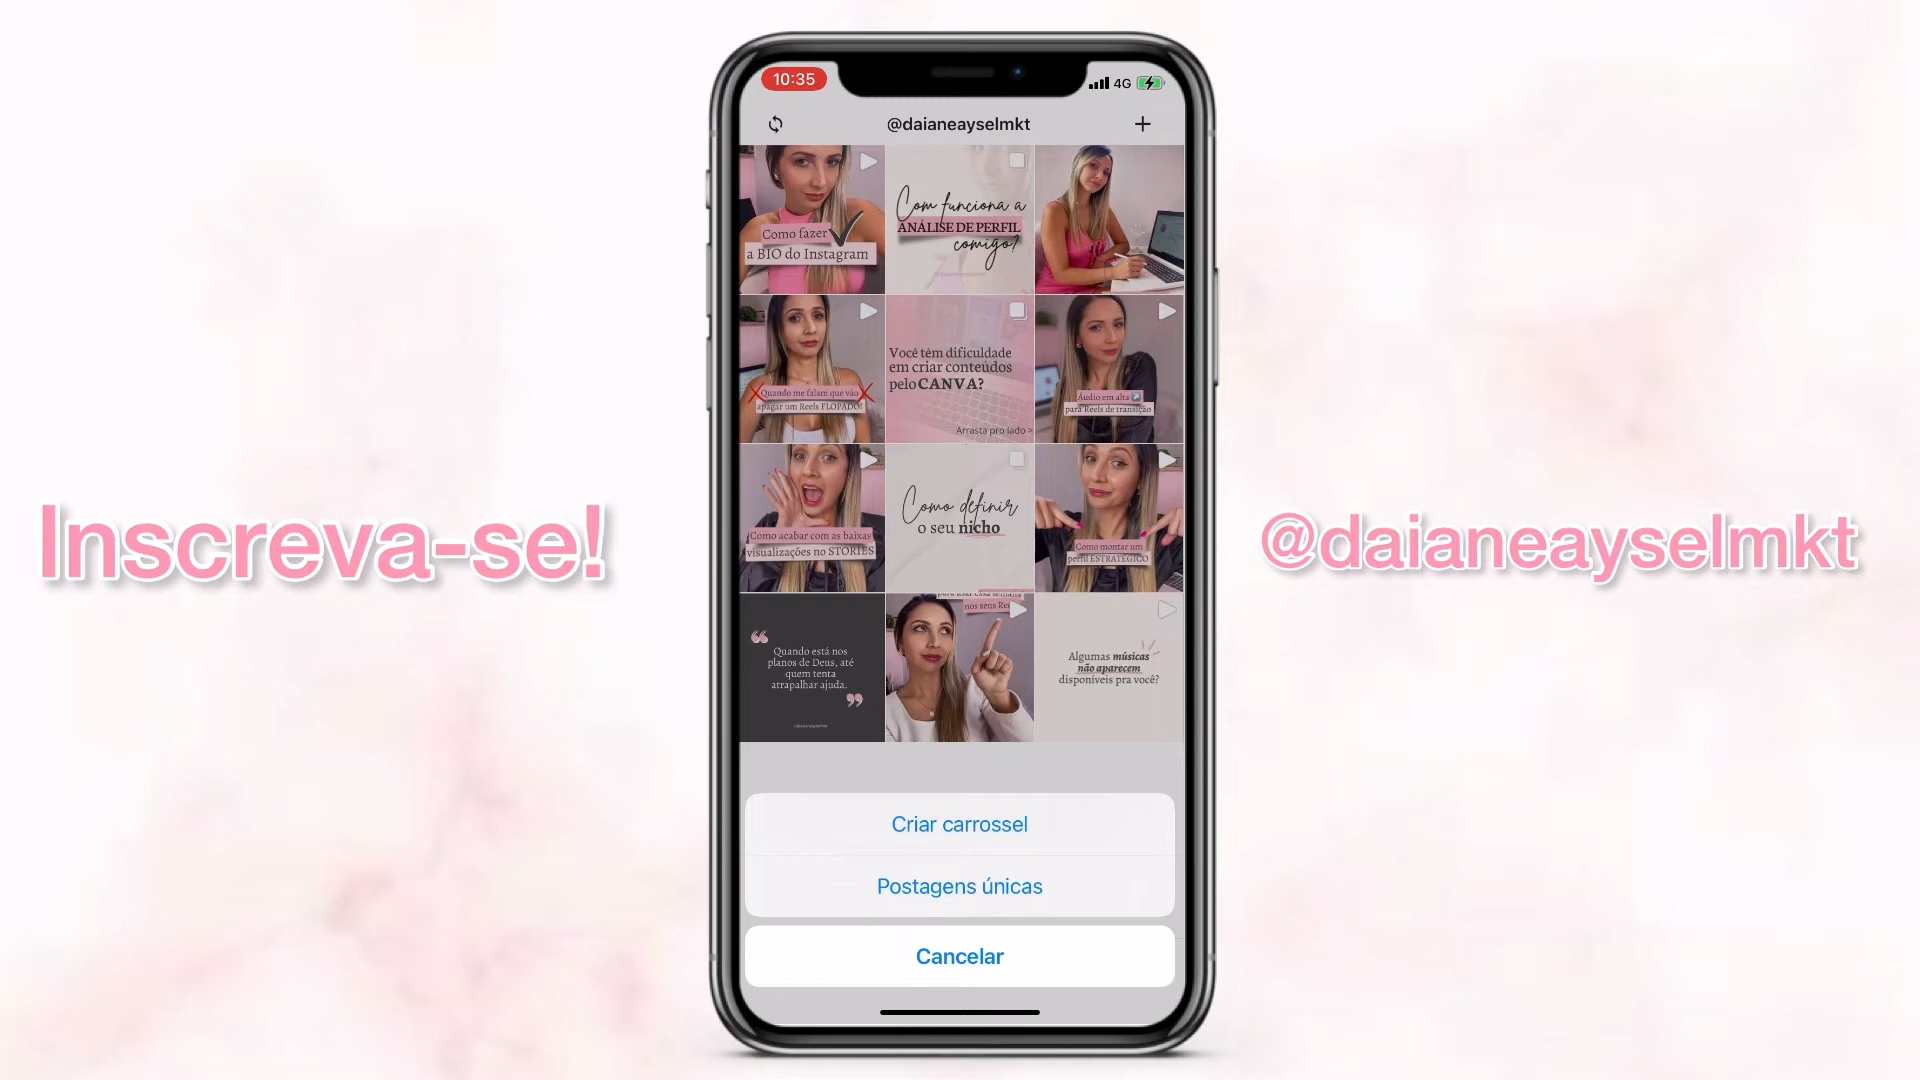 10:35
4G
@daianeayselmkt
Como fazer
a BIO do Instagram
Com funciona a
ANÁLISE DE PERFIL
comigo?
Quando me falam que vão
apagar um Reels FLOPADO!
Você têm dificuldade
em criar conteúdos
pelo CANVA?
Arrasta pro lado >
Áudio em alta
para Reels de transição
Como acabar com as baixas
visualizações no STORIES
Como definir
o seu nicho
Como montar um
perfil ESTRATÉGICO
Inscreva-se!
@daianeayselmkt
“
Quando está nos
planos de Deus, até
quem tenta
atrapalhar ajuda.
”
nos seus Re
Algumas músicas
não aparecem
disponíveis pra você?
Criar carrossel
Postagens únicas
Cancelar